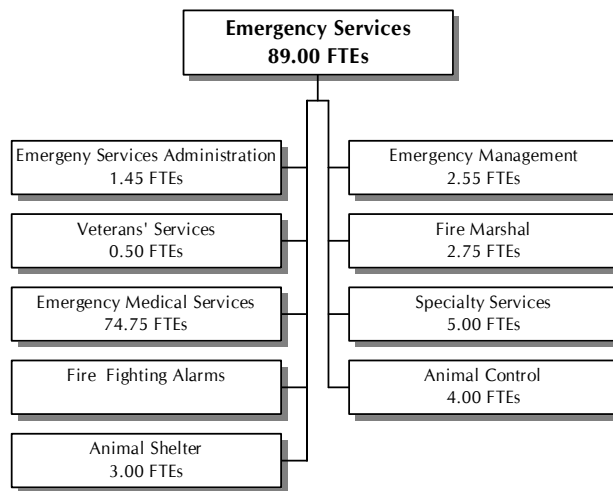 Emergency Services
89.00 FTEs
Emergeny Services Administration
1.45 FTEs
Emergency Management
2.55 FTEs
Veterans' Services
0.50 FTEs
Fire Marshal
2.75 FTEs
Emergency Medical Services
74.75 FTEs
Specialty Services
5.00 FTEs
Fire Fighting Alarms
Animal Control
4.00 FTEs
Animal Shelter
3.00 FTEs